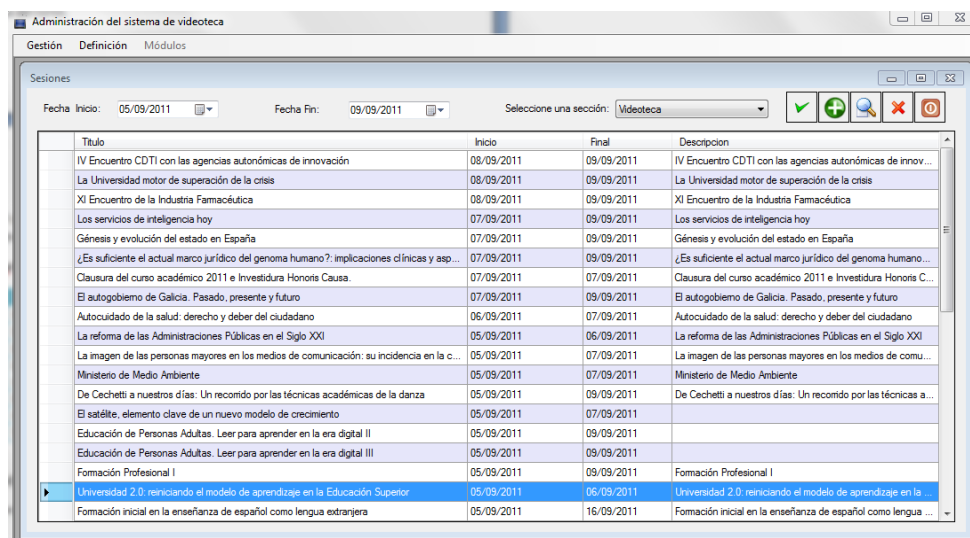 Administración del sistema de videoteca
Gestión Definición Módulos
Sesiones
Fecha Inicio: 05/09/2011 Fecha Fin: 09/09/2011 Seleccione una sección: Videoteca
Titulo Inicio Final Descripcion
IV Encuentro CDTI con las agencias autonómicas de innovación 08/09/2011 09/09/2011 IV Encuentro CDTI con las agencias autonómicas de innov...
La Universidad motor de superación de la crisis 08/09/2011 09/09/2011 La Universidad motor de superación de la crisis
XI Encuentro de la Industria Farmacéutica 08/09/2011 09/09/2011 XI Encuentro de la Industria Farmacéutica
Los servicios de inteligencia hoy 07/09/2011 09/09/2011 Los servicios de inteligencia hoy
Génesis y evolución del estado en España 07/09/2011 09/09/2011 Génesis y evolución del estado en España
¿Es suficiente el actual marco jurídico del genoma humano?: implicaciones clínicas y asp... 07/09/2011 09/09/2011 ¿Es suficiente el actual marco jurídico del genoma humano...
Clausura del curso académico 2011 e Investidura Honoris Causa. 07/09/2011 07/09/2011 Clausura del curso académico 2011 e Investidura Honoris C...
El autogobierno de Galicia. Pasado, presente y futuro 07/09/2011 09/09/2011 El autogobierno de Galicia. Pasado, presente y futuro
Autocuidado de la salud: derecho y deber del ciudadano 06/09/2011 07/09/2011 Autocuidado de la salud: derecho y deber del ciudadano
La reforma de las Administraciones Públicas en el Siglo XXI 05/09/2011 06/09/2011 La reforma de las Administraciones Públicas en el Siglo XXI
La imagen de las personas mayores en los medios de comunicación: su incidencia en la c... 05/09/2011 07/09/2011 La imagen de las personas mayores en los medios de comu...
Ministerio de Medio Ambiente 05/09/2011 07/09/2011 Ministerio de Medio Ambiente
De Cechetti a nuestros días: Un recorrido por las técnicas académicas de la danza 05/09/2011 09/09/2011 De Cechetti a nuestros días: Un recorrido por las técnicas a...
El satélite, elemento clave de un nuevo modelo de crecimiento 05/09/2011 07/09/2011
Educación de Personas Adultas. Leer para aprender en la era digital II 05/09/2011 09/09/2011
Educación de Personas Adultas. Leer para aprender en la era digital III 05/09/2011 09/09/2011
Formación Profesional I 05/09/2011 09/09/2011 Formación Profesional I
Universidad 2.0: reiniciando el modelo de aprendizaje en la Educación Superior 05/09/2011 06/09/2011 Universidad 2.0: reiniciando el modelo de aprendizaje en la ...
Formación inicial en la enseñanza de español como lengua extranjera 05/09/2011 16/09/2011 Formación inicial en la enseñanza de español como lengua ...